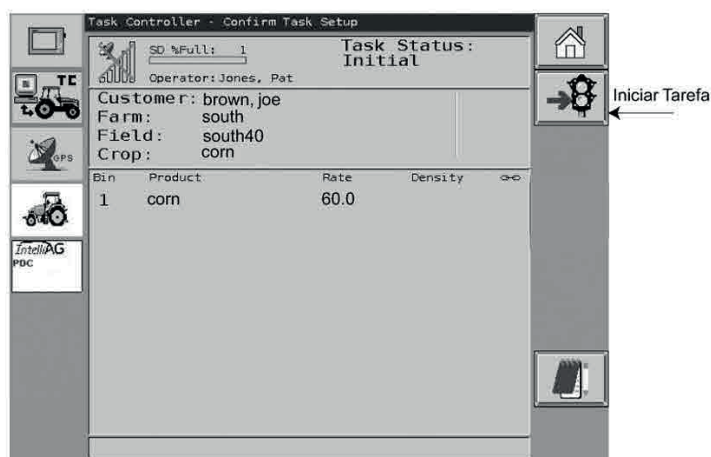 Task Controller - Confirm Task Setup
SD %Full: 1
Task Status:
Initial
Operator: Jones, Pat
TC
Customer: brown, joe
Farm: south
Field: south40
Crop: corn
GPS
Bin Product Rate Density
1 corn 60.0
IntelliAG
PDC
Iniciar Tarefa